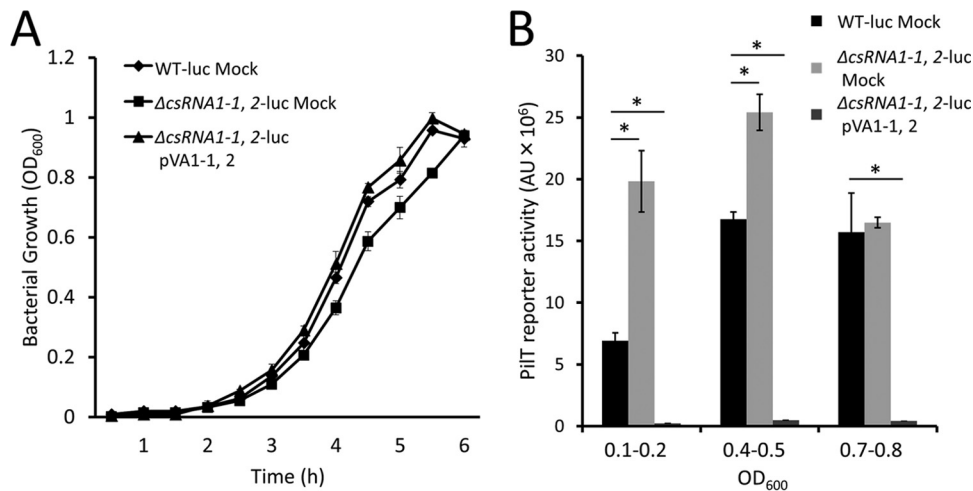 A
WT-luc Mock
ΔcsRNA1-1, 2-luc Mock
ΔcsRNA1-1, 2-luc
pVA1-1, 2
Bacterial Growth (OD600)
1.2
1
0.8
0.6
0.4
0.2
0
1 2 3 4 5 6
Time (h)
B
WT-luc Mock
ΔcsRNA1-1, 2-luc
Mock
ΔcsRNA1-1, 2-luc
pVA1-1, 2
PilT reporter activity (AU × 10^6)
30
25
20
15
10
5
0
* *
* *
*
0.1-0.2 0.4-0.5 0.7-0.8
OD600